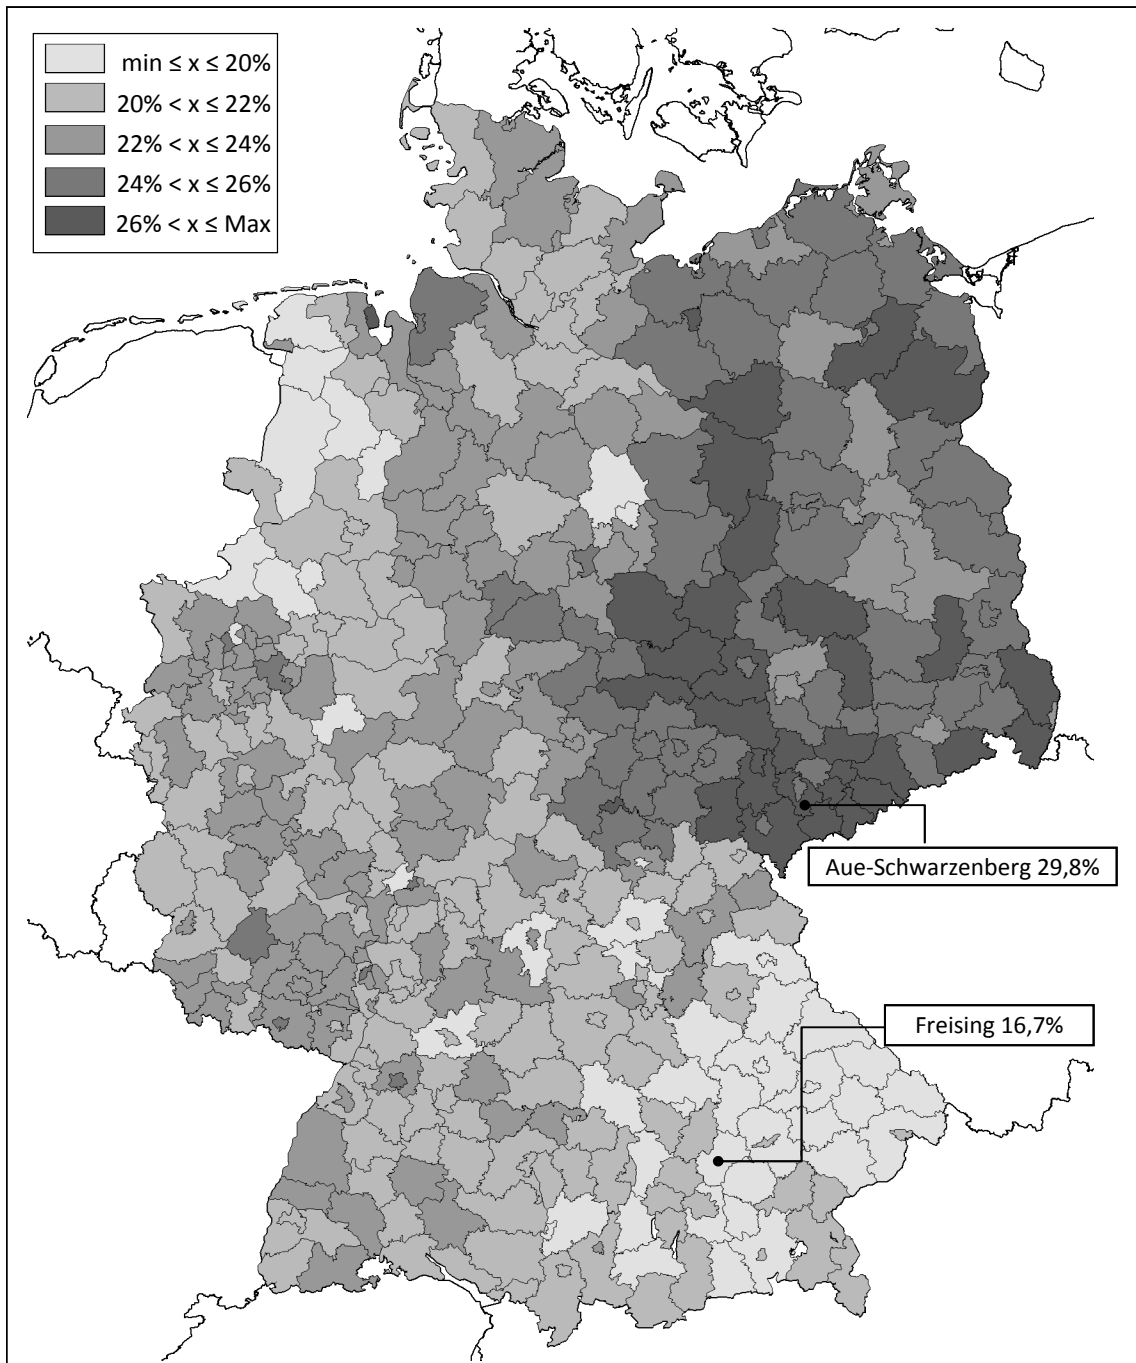 min ≤ x ≤ 20%
20% < x ≤ 22%
22% < x ≤ 24%
24% < x ≤ 26%
26% < x ≤ Max
Aue-Schwarzenberg 29,8%
Freising 16,7%